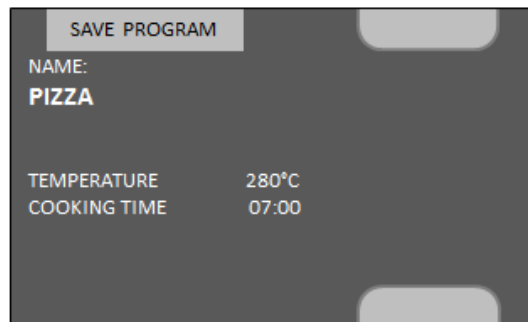 SAVE PROGRAM
NAME:
PIZZA
TEMPERATURE 280°C
COOKING TIME 07:00